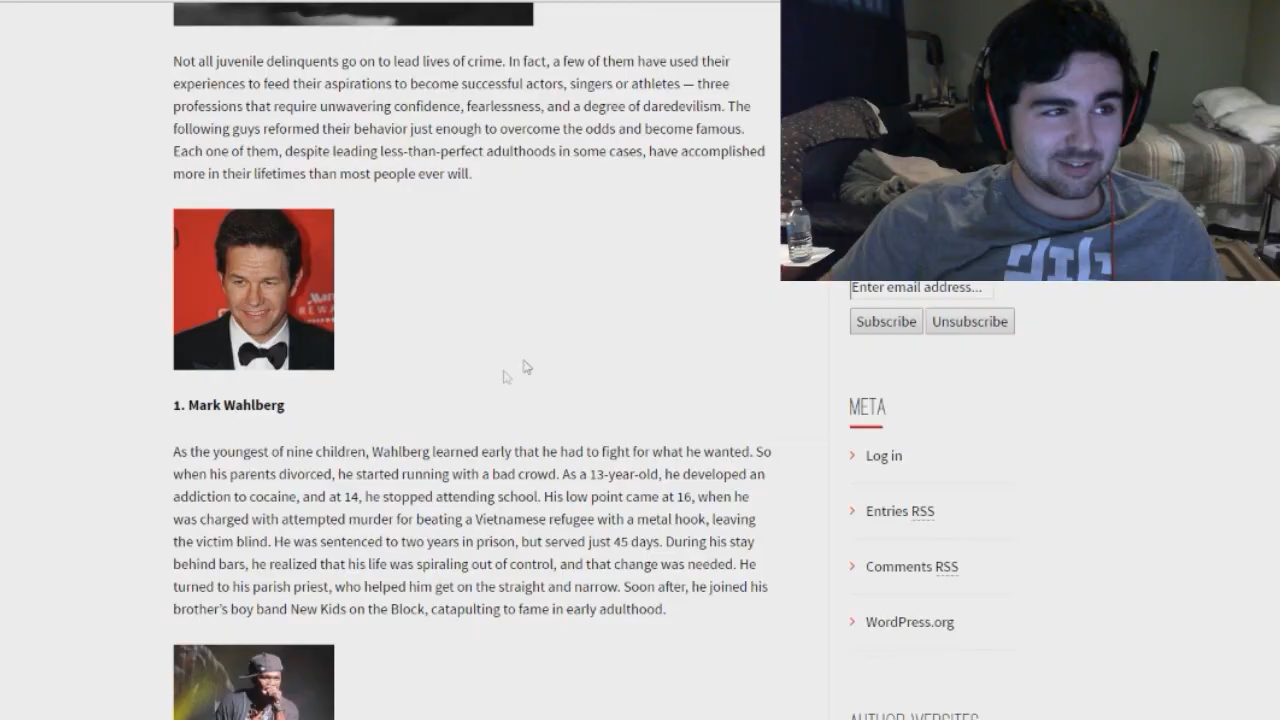 Not all juvenile delinquents go on to lead lives of crime. In fact, a few of them have used their
experiences to feed their aspirations to become successful actors, singers or athletes — three
professions that require unwavering confidence, fearlessness, and a degree of daredevilism. The
following guys reformed their behavior just enough to overcome the odds and become famous.
Each one of them, despite leading less-than-perfect adulthoods in some cases, have accomplished
more in their lifetimes than most people ever will.
1. Mark Wahlberg
As the youngest of nine children, Wahlberg learned early that he had to fight for what he wanted. So
when his parents divorced, he started running with a bad crowd. As a 13-year-old, he developed an
addiction to cocaine, and at 14, he stopped attending school. His low point came at 16, when he
was charged with attempted murder for beating a Vietnamese refugee with a metal hook, leaving
the victim blind. He was sentenced to two years in prison, but served just 45 days. During his stay
behind bars, he realized that his life was spiraling out of control, and that change was needed. He
turned to his parish priest, who helped him get on the straight and narrow. Soon after, he joined his
brother's boy band New Kids on the Block, catapulting to fame in early adulthood.
Enter email address...
Subscribe Unsubscribe
META
Log in
Entries RSS
Comments RSS
WordPress.org
AUTHOR WEBSITES